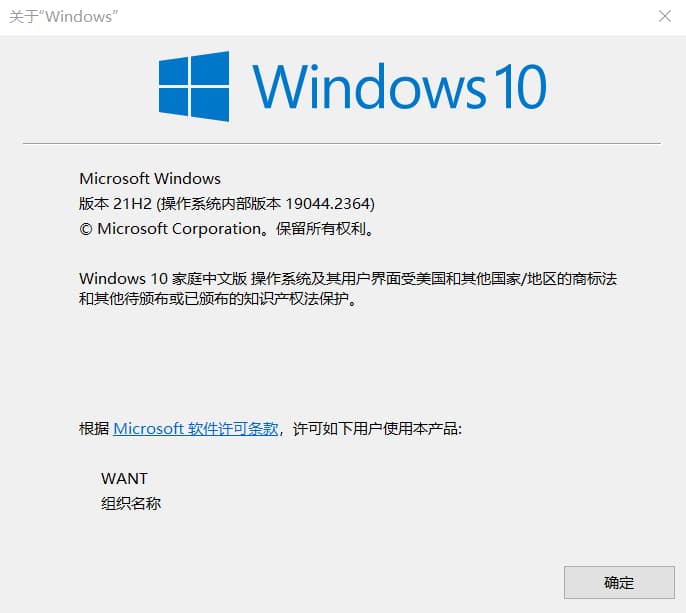 关于“Windows”
Windows 10
Microsoft Windows
版本 21H2 (操作系统内部版本 19044.2364)
© Microsoft Corporation。保留所有权利。
Windows 10 家庭中文版 操作系统及其用户界面受美国和其他国家/地区的商标法
和其他待颁布或已颁布的知识产权法保护。
根据 Microsoft 软件许可条款，许可如下用户使用本产品:
WANT
组织名称
确定